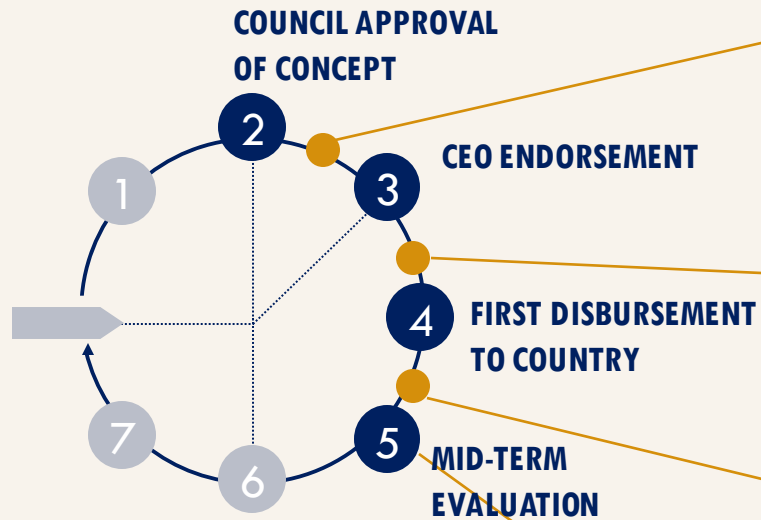 COUNCIL APPROVAL
OF CONCEPT
2
1
3
CEO ENDORSEMENT
4
FIRST DISBURSEMENT
TO COUNTRY
7
5
6
MID-TERM
EVALUATION